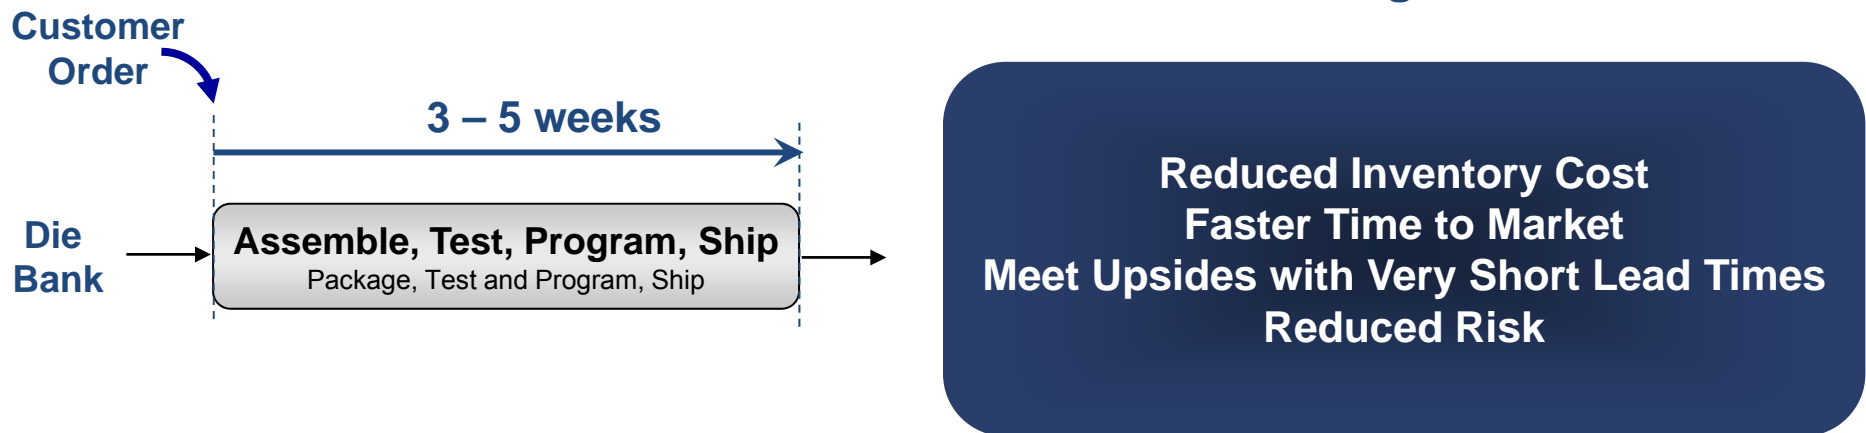 Customer
Order
3 – 5 weeks
Die
Bank
Assemble, Test, Program, Ship
Package, Test and Program, Ship
Reduced Inventory Cost
Faster Time to Market
Meet Upsides with Very Short Lead Times
Reduced Risk